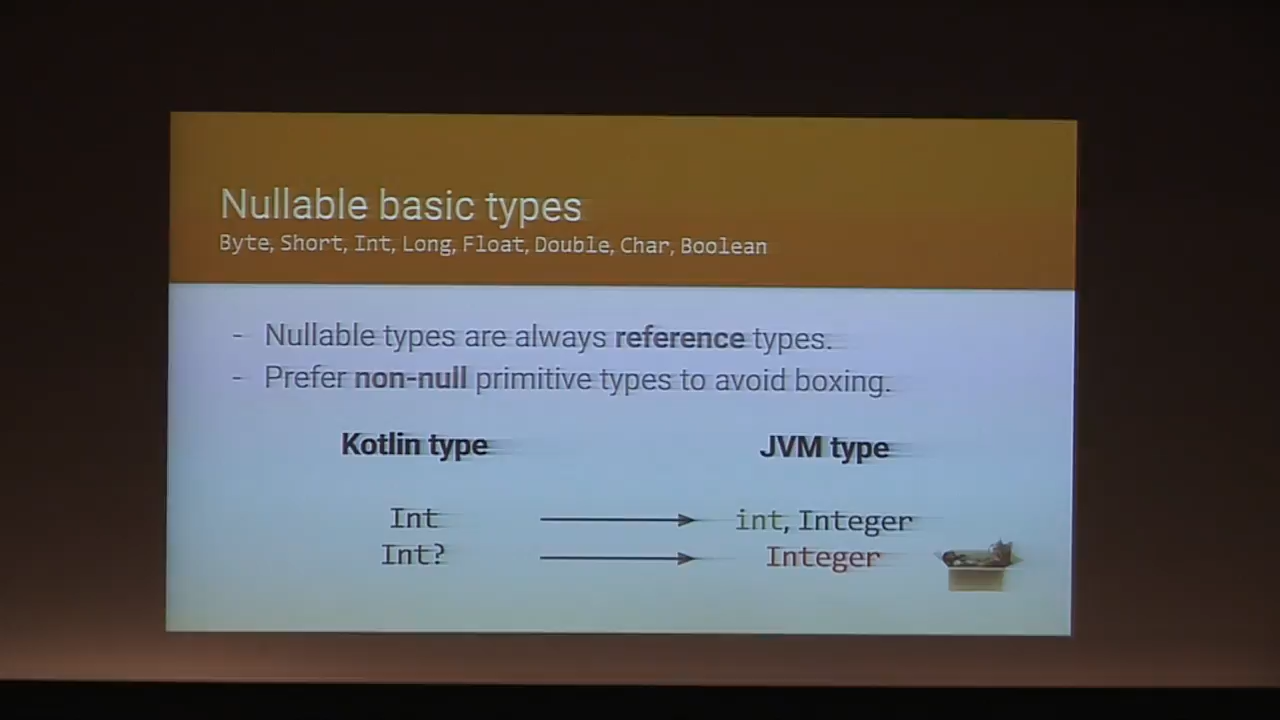 Nullable basic types
Byte, Short, Int, Long, Float, Double, Char, Boolean
- Nullable types are always reference types.
- Prefer non-null primitive types to avoid boxing.
Kotlin type JVM type
Int int, Integer
Int? Integer